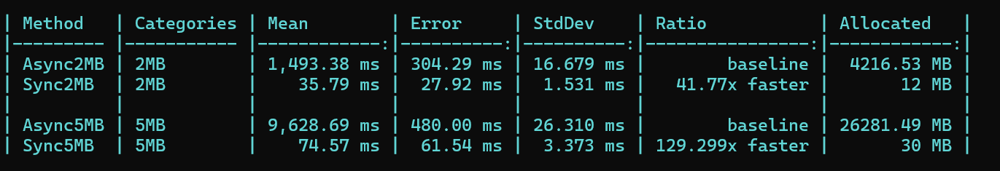 | Method    | Categories | Mean        | Error     | StdDev    | Ratio           | Allocated   |
|---------- |----------- |------------:|----------:|----------:|----------------:|------------:|
| Async2MB | 2MB        | 1,493.38 ms | 304.29 ms | 16.679 ms |        baseline |  4216.53 MB |
| Sync2MB  | 2MB        |    35.79 ms |  27.92 ms |  1.531 ms |   41.77x faster |       12 MB |
|          |            |             |           |           |                 |             |
| Async5MB | 5MB        | 9,628.69 ms | 480.00 ms | 26.310 ms |        baseline | 26281.49 MB |
| Sync5MB  | 5MB        |    74.57 ms |  61.54 ms |  3.373 ms | 129.299x faster |       30 MB |